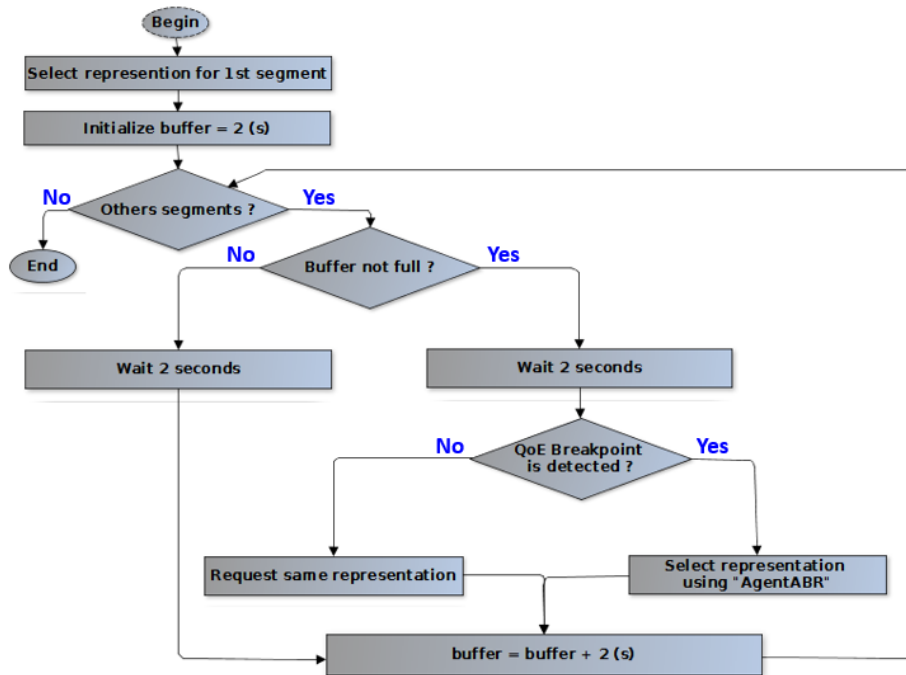 Begin
Select represention for 1st segment
Initialize buffer = 2 (s)
No
Yes
Others segments ?
End
No
Yes
Buffer not full ?
Wait 2 seconds
Wait 2 seconds
No
Yes
QoE Breakpoint
is detected ?
Request same representation
Select representation
using "AgentABR"
buffer = buffer + 2 (s)